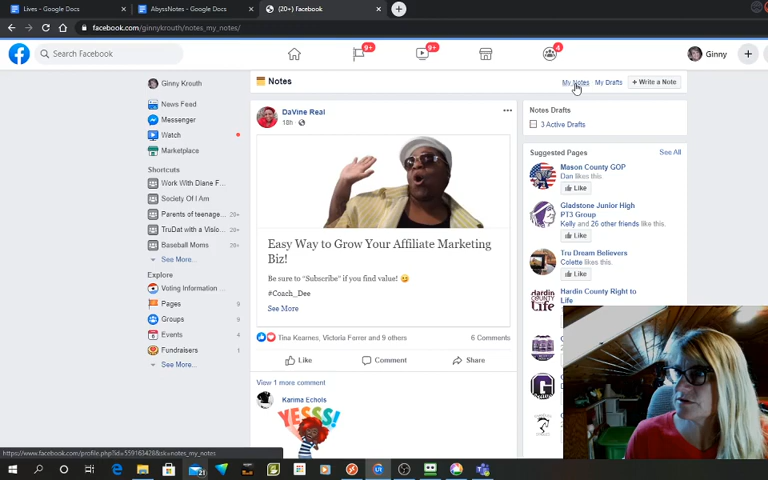 Lives - Google Docs
AbyssNotes - Google Docs
(20+) Facebook
facebook.com/ginnykrouth/notes_my_notes/
Search Facebook
9+
9+
4
Ginny
Ginny Krouth
News Feed
Messenger
Watch
Marketplace
Shortcuts
Work With Diane F...
Society Of I Am
Parents of teenage... 20+
TruDat with a Visio... 20+
Baseball Moms 20+
See More...
Explore
Voting Information ...
Pages 9
Groups 9
Events 4
Fundraisers 1
See More...
Notes
My Notes
My Drafts
+ Write a Note
DaVine Real
18h
Easy Way to Grow Your Affiliate Marketing
Biz!
Be sure to "Subscribe" if you find value! 😊
#Coach_Dee
See More
Tina Kaarnes, Victoria Ferrer and 9 others
6 Comments
Like
Comment
Share
View 1 more comment
Karima Echols
YESSS!
Notes Drafts
3 Active Drafts
Suggested Pages
See All
Mason County GOP
Dan likes this.
Like
Gladstone Junior High
PT3 Group
Kelly and 26 other friends like this.
Like
Tru Dream Believers
Colette likes this.
Like
Hardin County Right to
Life
Hardin
COUNTY
Life
G
https://www.facebook.com/profile.php?id=559163428&sk=notes_my_notes